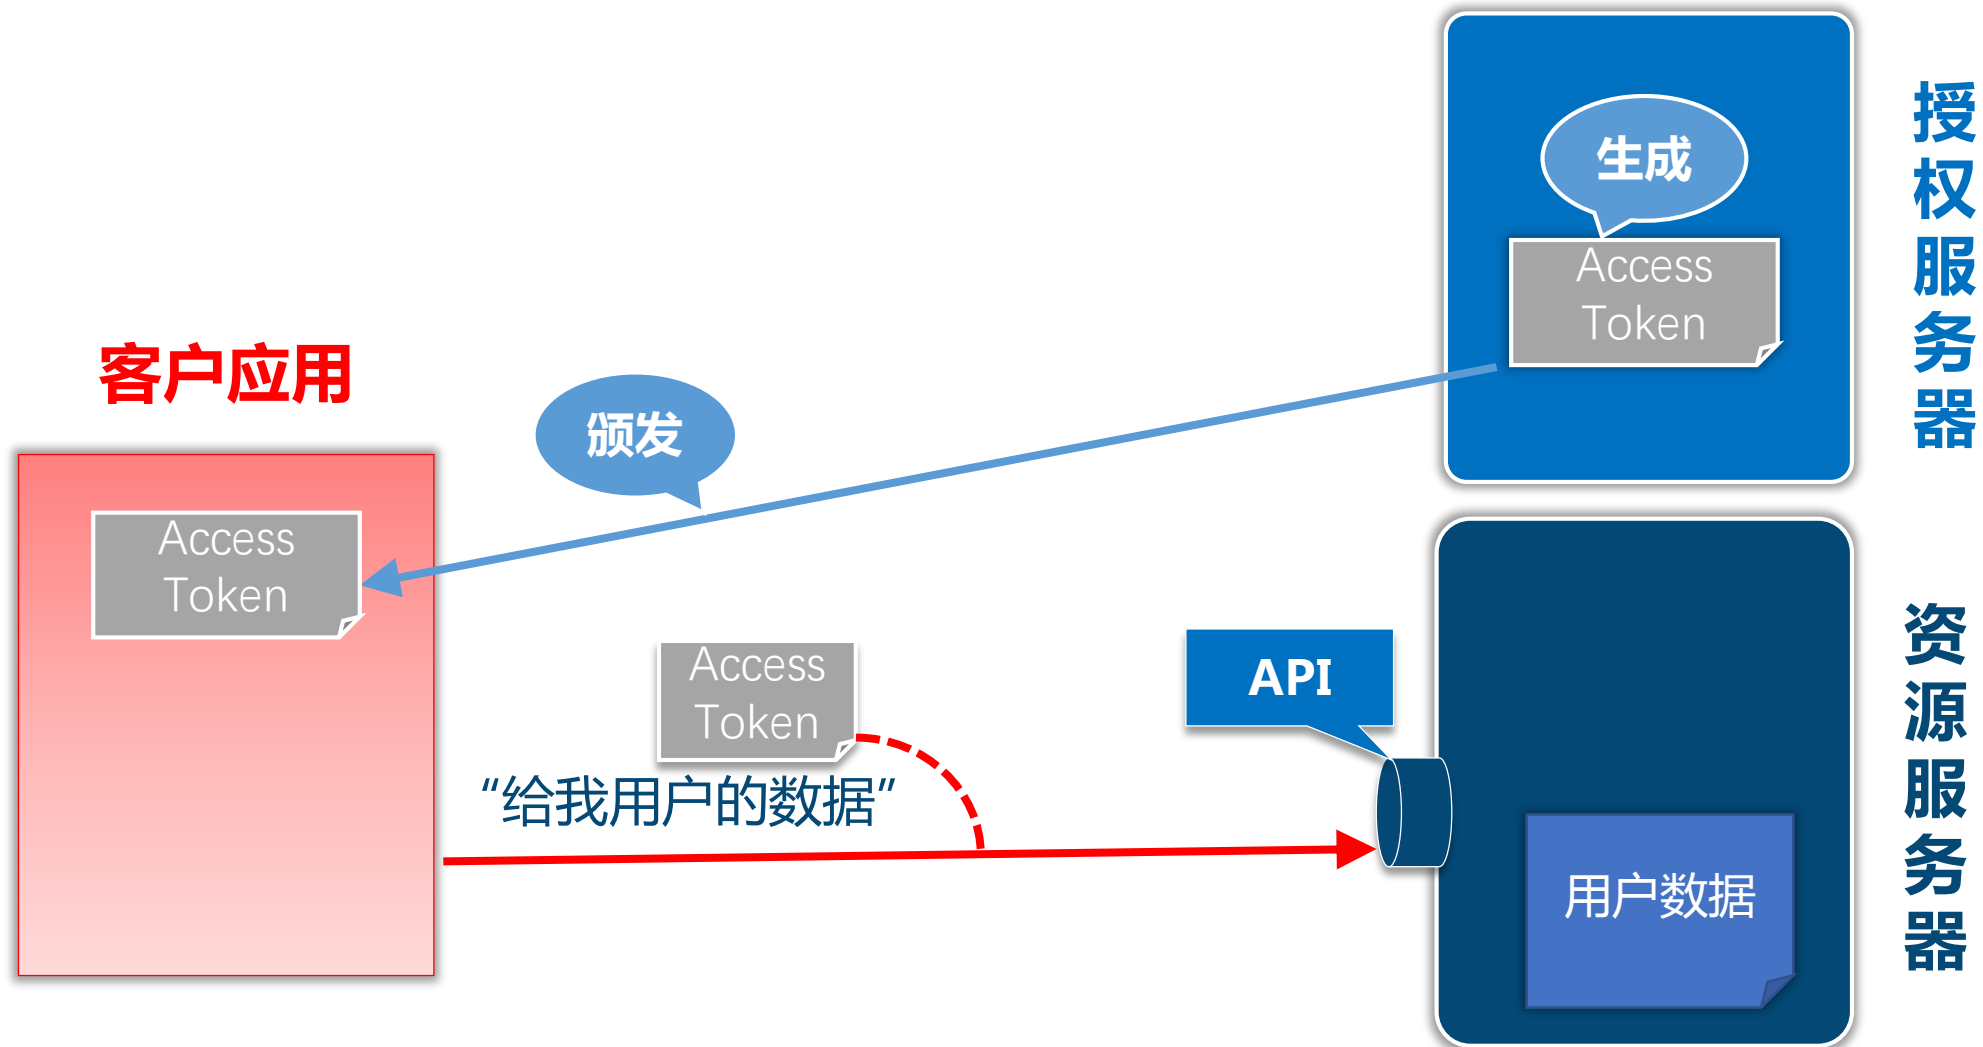 生成
Access
Token
授权服务器
客户应用
颁发
Access
Token
Access
Token
“给我用户的数据”
API
用户数据
资源服务器